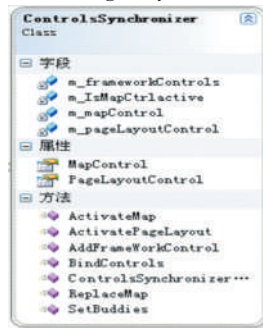 ControlsSynchronizer
Class
字段
m_frameworkControls
m_IsMapCtrlactive
m_mapControl
m_pageLayoutControl
属性
MapControl
PageLayoutControl
方法
ActivateMap
ActivatePageLayout
AddFrameWorkControl
BindControls
ControlsSynchronizer...
ReplaceMap
SetBuddies